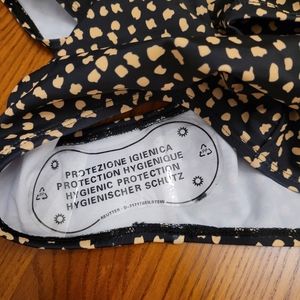 PROTEZIONE IGIENICA
PROTECTION HYGIENIQUE
HYGIENIC PROTECTION
HYGIENISCHER SCHUTZ